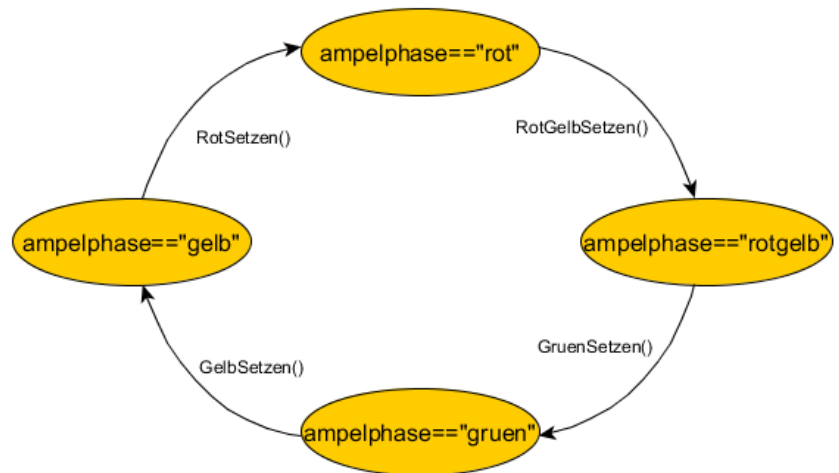 ampelphase=="rot"
RotGelbSetzen()
RotSetzen()
ampelphase=="gelb"
ampelphase=="rotgelb"
GruenSetzen()
GelbSetzen()
ampelphase=="gruen"